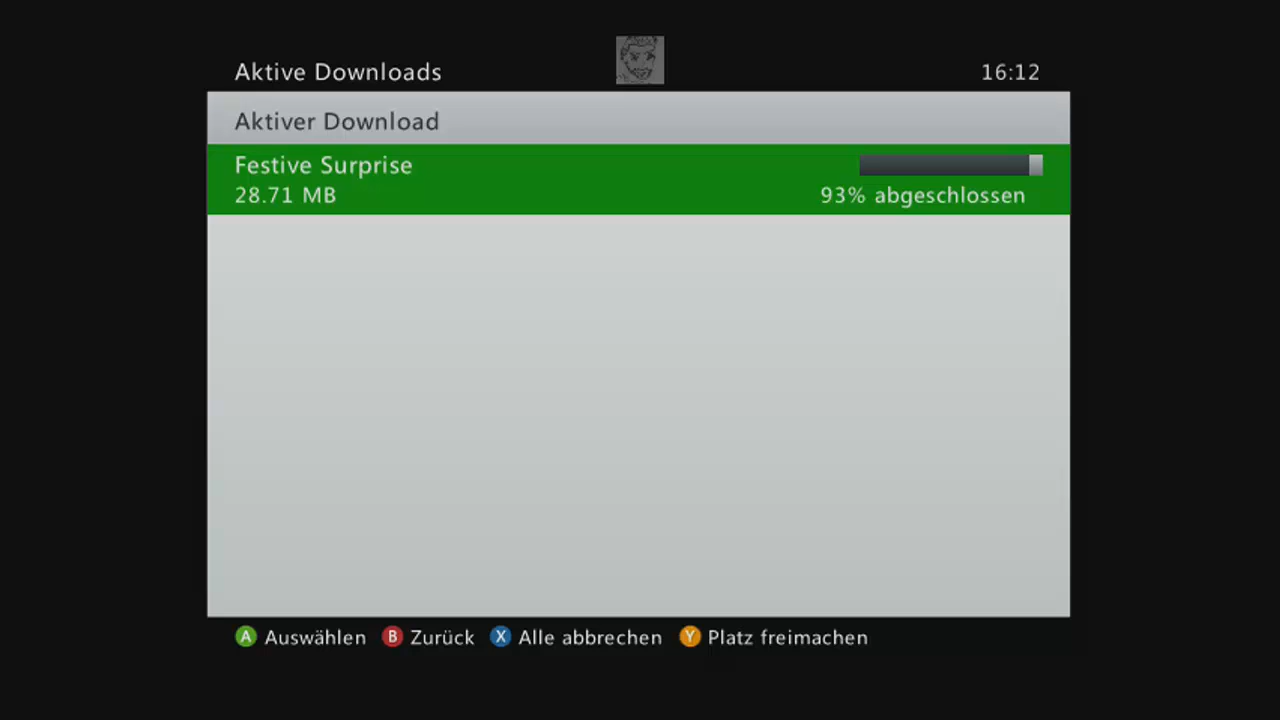 Aktive Downloads 16:12
Aktiver Download
Festive Surprise
28.71 MB 93% abgeschlossen
A Auswählen B Zurück X Alle abbrechen Y Platz freimachen